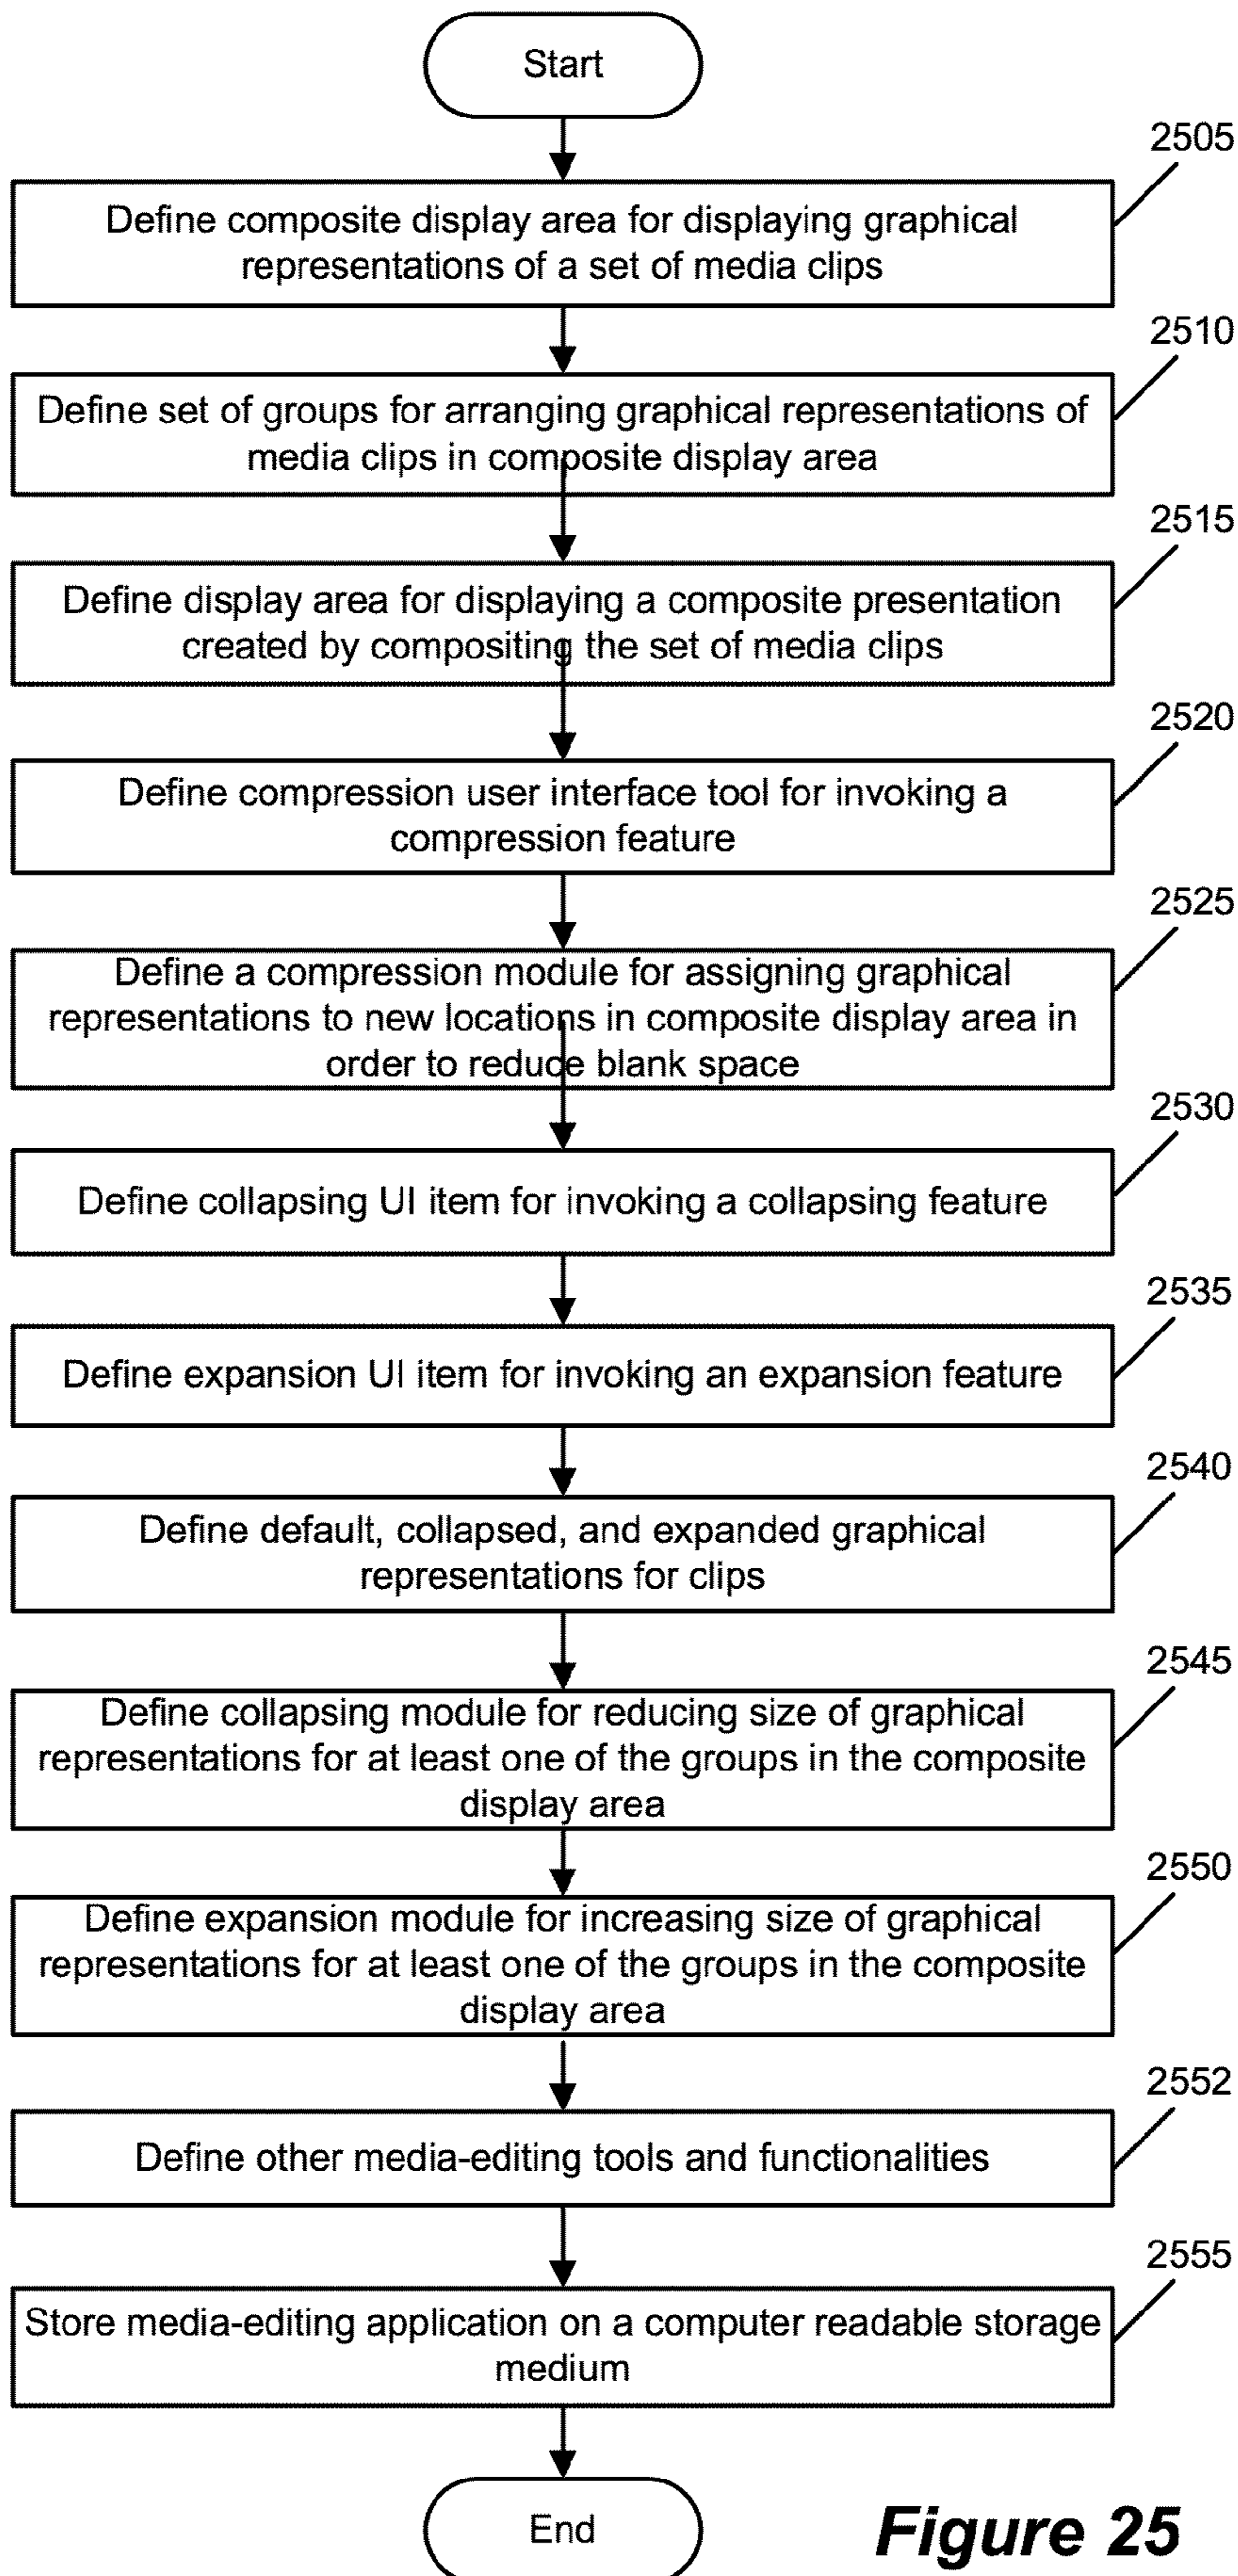 Start
2505
Define composite display area for displaying graphical
representations of a set of media clips
2510
Define set of groups for arranging graphical representations of
media clips in composite display area
2515
Define display area for displaying a composite presentation
created by compositing the set of media clips
2520
Define compression user interface tool for invoking a
compression feature
2525
Define a compression module for assigning graphical
representations to new locations in composite display area in
order to reduce blank space
2530
Define collapsing UI item for invoking a collapsing feature
2535
Define expansion UI item for invoking an expansion feature
2540
Define default, collapsed, and expanded graphical
representations for clips
2545
Define collapsing module for reducing size of graphical
representations for at least one of the groups in the composite
display area
2550
Define expansion module for increasing size of graphical
representations for at least one of the groups in the composite
display area
2552
Define other media-editing tools and functionalities
2555
Store media-editing application on a computer readable storage
medium
End
Figure 25